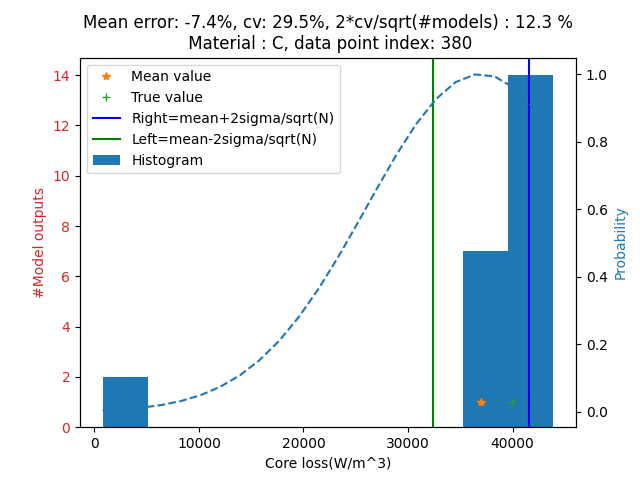 Mean error: -7.4%, cv: 29.5%, 2*cv/sqrt(#models) : 12.3 %
Material : C, data point index: 380
Mean value
True value
Right=mean+2sigma/sqrt(N)
Left=mean-2sigma/sqrt(N)
Histogram
#Model outputs
14
12
10
8
6
4
2
0
1.0
0.8
0.6
0.4
0.2
0.0
Probability
0
10000
20000
30000
40000
Core loss(W/m^3)